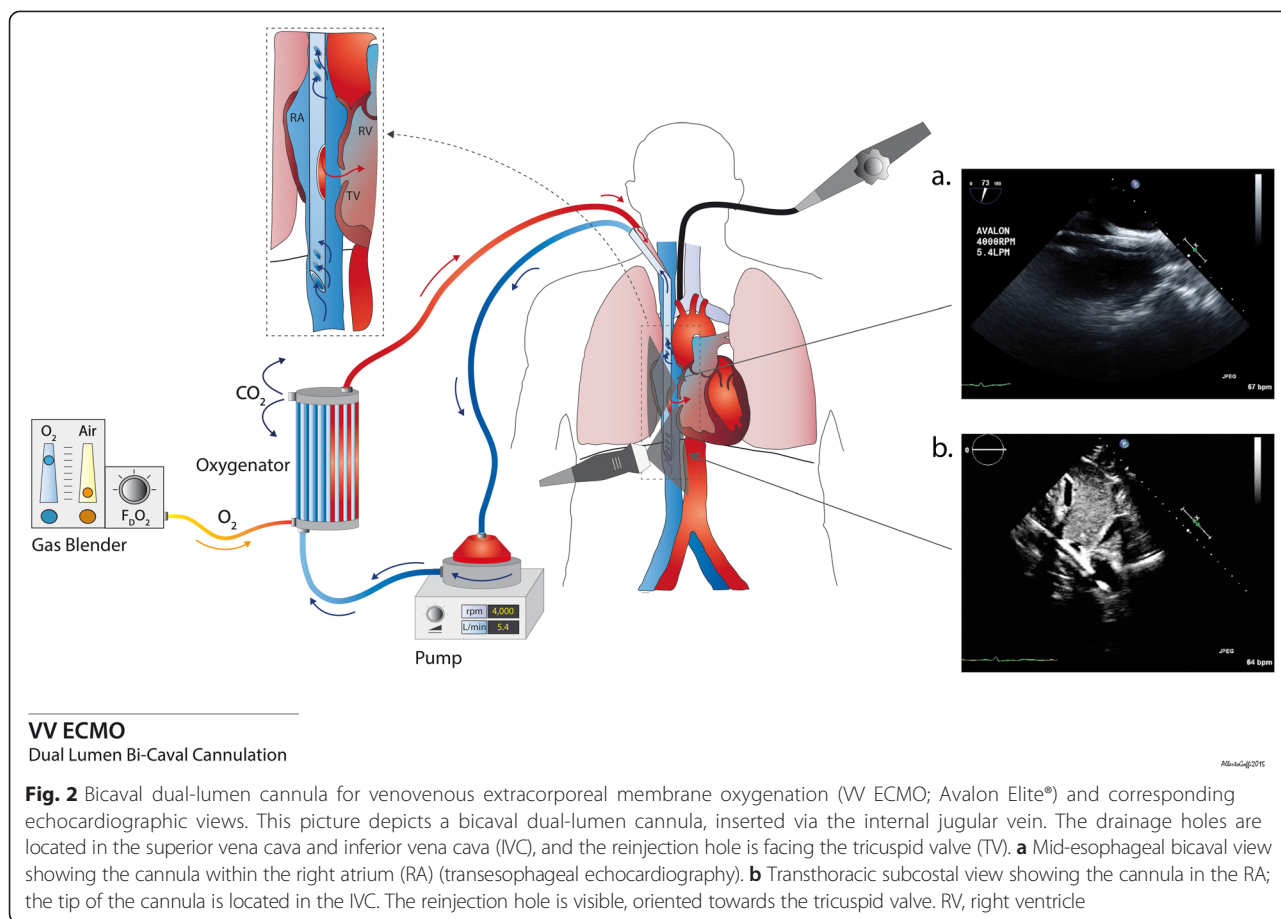 RA
RV
TV
CO2
O2 Air
Oxygenator
FDO2
O2
Gas Blender
rpm 4,000
L/min 5.4
Pump
a.
0 73 180
AVALON
4000RPM
5.4LPM
JPEG
67 bpm
b.
0
JPEG
64 bpm
VV ECMO
Dual Lumen Bi-Caval Cannulation
AlbertoGoffi2015
Fig. 2 Bicaval dual-lumen cannula for venovenous extracorporeal membrane oxygenation (VV ECMO; Avalon Elite®) and corresponding
echocardiographic views. This picture depicts a bicaval dual-lumen cannula, inserted via the internal jugular vein. The drainage holes are
located in the superior vena cava and inferior vena cava (IVC), and the reinjection hole is facing the tricuspid valve (TV). a Mid-esophageal bicaval view
showing the cannula within the right atrium (RA) (transesophageal echocardiography). b Transthoracic subcostal view showing the cannula in the RA;
the tip of the cannula is located in the IVC. The reinjection hole is visible, oriented towards the tricuspid valve. RV, right ventricle